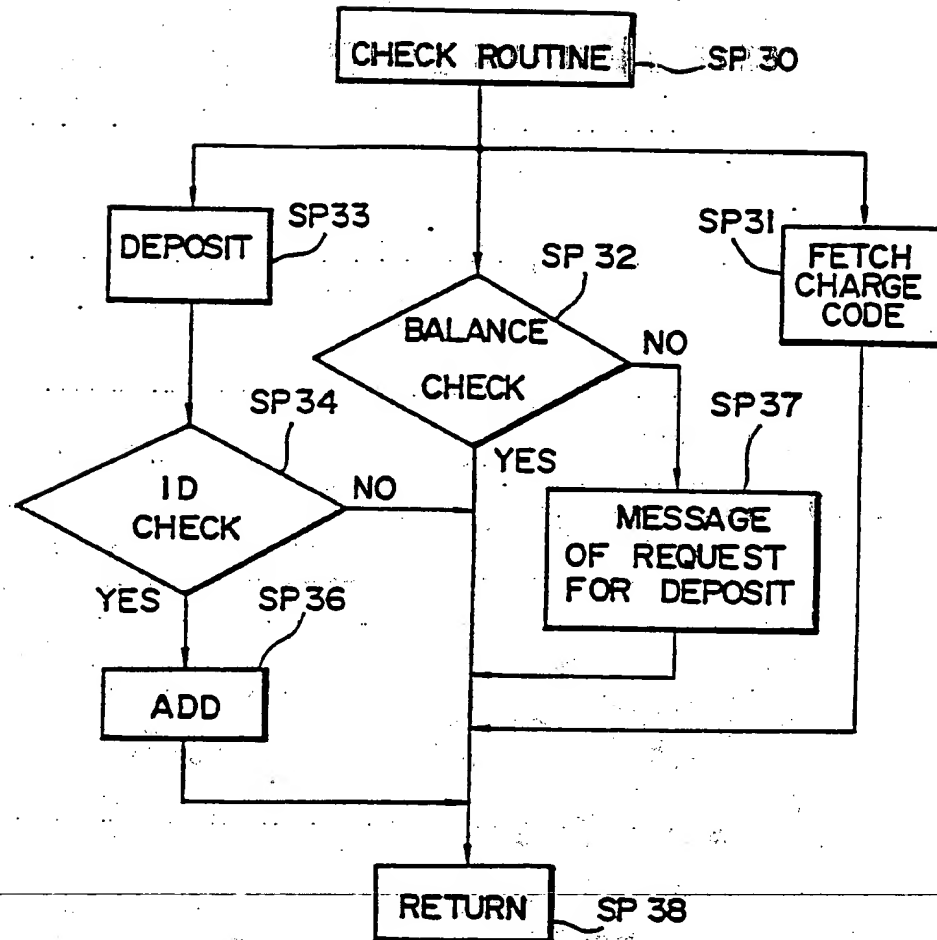 CHECK ROUTINE
SP 30
DEPOSIT
SP33
SP31
FETCH
CHARGE
CODE
SP 32
BALANCE
CHECK
NO
YES
SP34
ID
CHECK
NO
YES
SP37
MESSAGE
OF REQUEST
FOR DEPOSIT
SP36
ADD
RETURN
SP 38